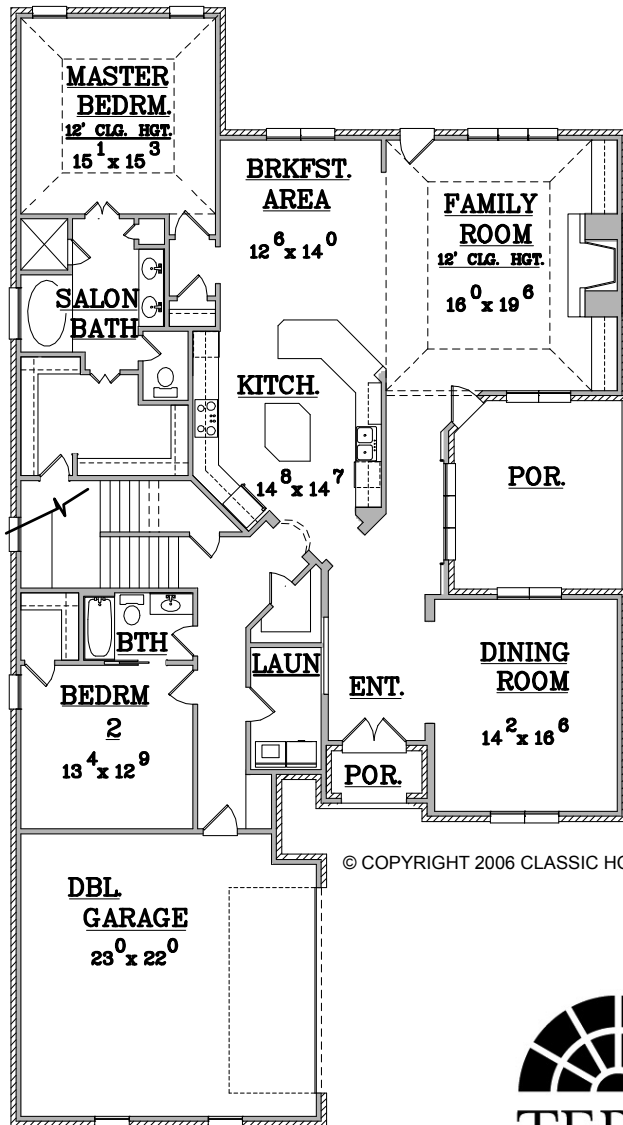 MASTER
BEDRM.
12' CLG. HGT.
15 1 x 15 3
BRKFST.
AREA
12 6 x 14 0
FAMILY
ROOM
12' CLG. HGT.
16 0 x 19 6
SALON
BATH
KITCH.
14 8 x 14 7
POR.
BTH
LAUN
ENT.
DINING
ROOM
14 2 x 16 6
BEDRM
2
13 4 x 12 9
POR.
© COPYRIGHT 2006 CLASSIC
DBL.
GARAGE
23 0 x 22 0